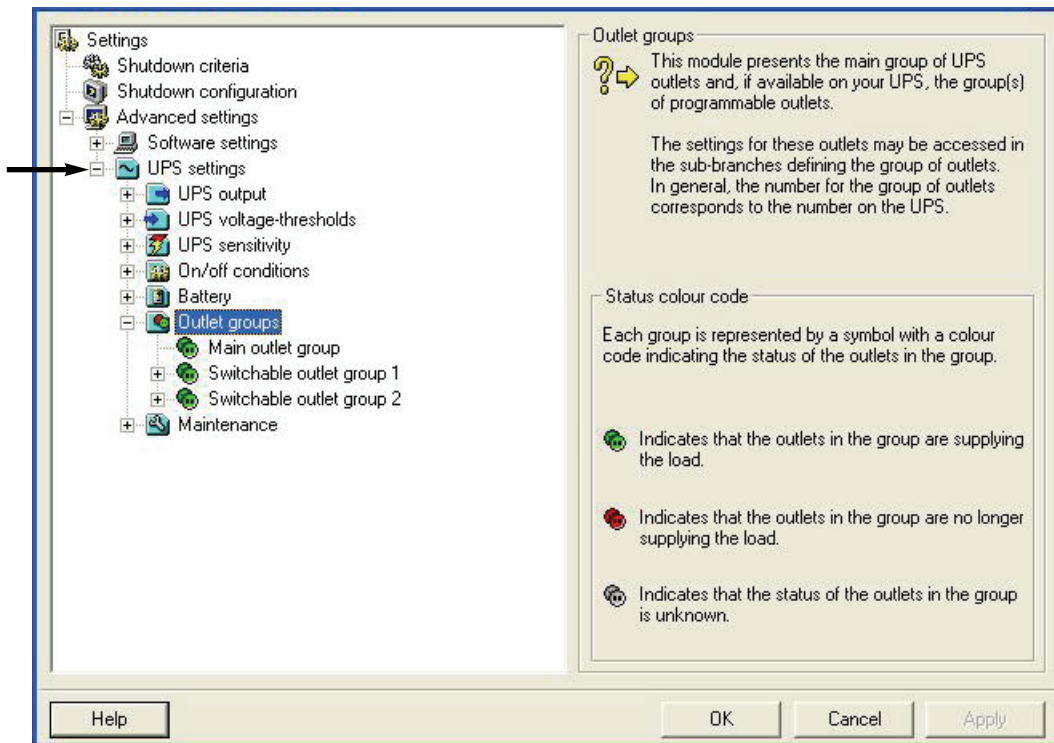 Settings
Shutdown criteria
Shutdown configuration
Advanced settings
Software settings
UPS settings
UPS output
UPS voltage-thresholds
UPS sensitivity
On/off conditions
Battery
Outlet groups
Main outlet group
Switchable outlet group 1
Switchable outlet group 2
Maintenance
Outlet groups
This module presents the main group of UPS
outlets and, if available on your UPS, the group(s)
of programmable outlets.
The settings for these outlets may be accessed in
the sub-branches defining the group of outlets.
In general, the number for the group of outlets
corresponds to the number on the UPS.
Status colour code
Each group is represented by a symbol with a colour
code indicating the status of the outlets in the group.
Indicates that the outlets in the group are supplying
the load.
Indicates that the outlets in the group are no longer
supplying the load.
Indicates that the status of the outlets in the group
is unknown.
Help
OK
Cancel
Apply